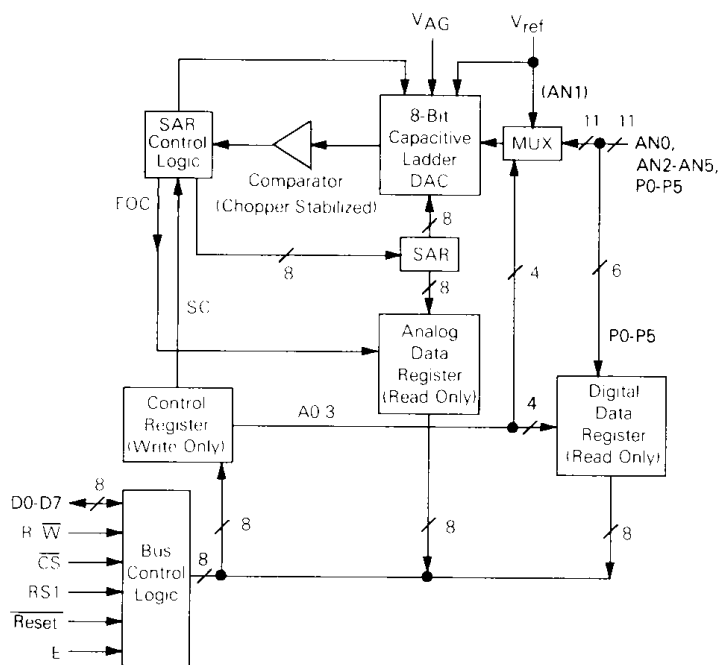 VAG
Vref
(AN1)
11
11
SAR
Control
Logic
8-Bit
Capacitive
Ladder
DAC
MUX
AN0,
AN2-AN5,
P0-P5
Comparator
(Chopper Stabilized)
EOC
8
8
SAR
8
4
6
SC
P0-P5
Analog
Data
Register
(Read Only)
Control
Register
(Write Only)
A0 3
4
Digital
Data
Register
(Read Only)
D0-D7
8
R W
CS
RS1
Reset
E
Bus
Control
Logic
8
8
8
8